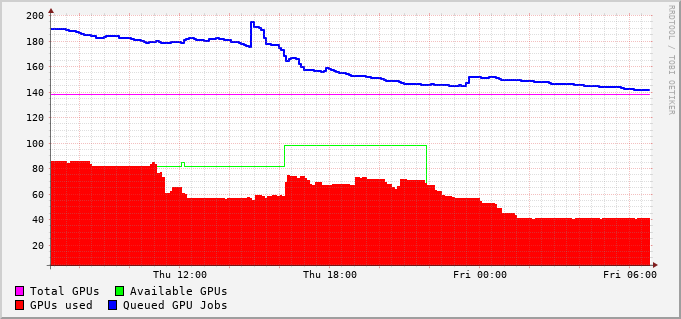 200
180
160
140
120
100
80
60
40
20
Thu 12:00 Thu 18:00 Fri 00:00 Fri 06:00
Total GPUs Available GPUs
GPUs used Queued GPU Jobs
RRDTOOL / TOBI OETIKER